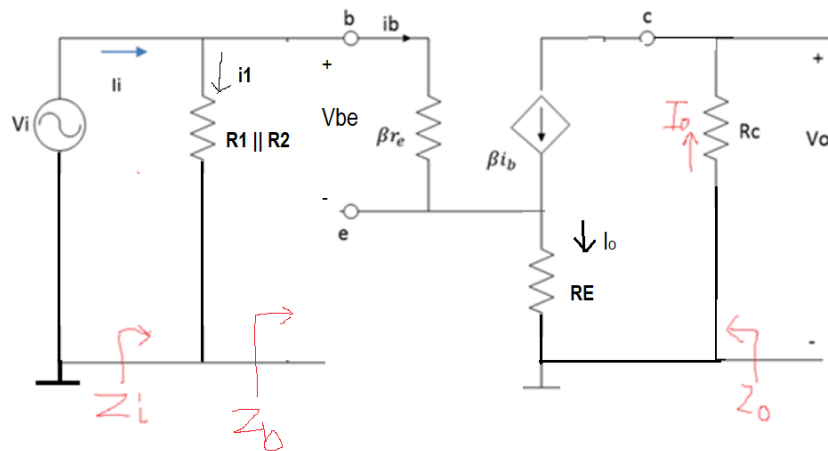 b
ib
c
Ii
i1
+
+
Vi
Vbe
R1 || R2
βre
βib
Io
Rc
Vo
-
e
Io
RE
-
Zi
Zb
Zo